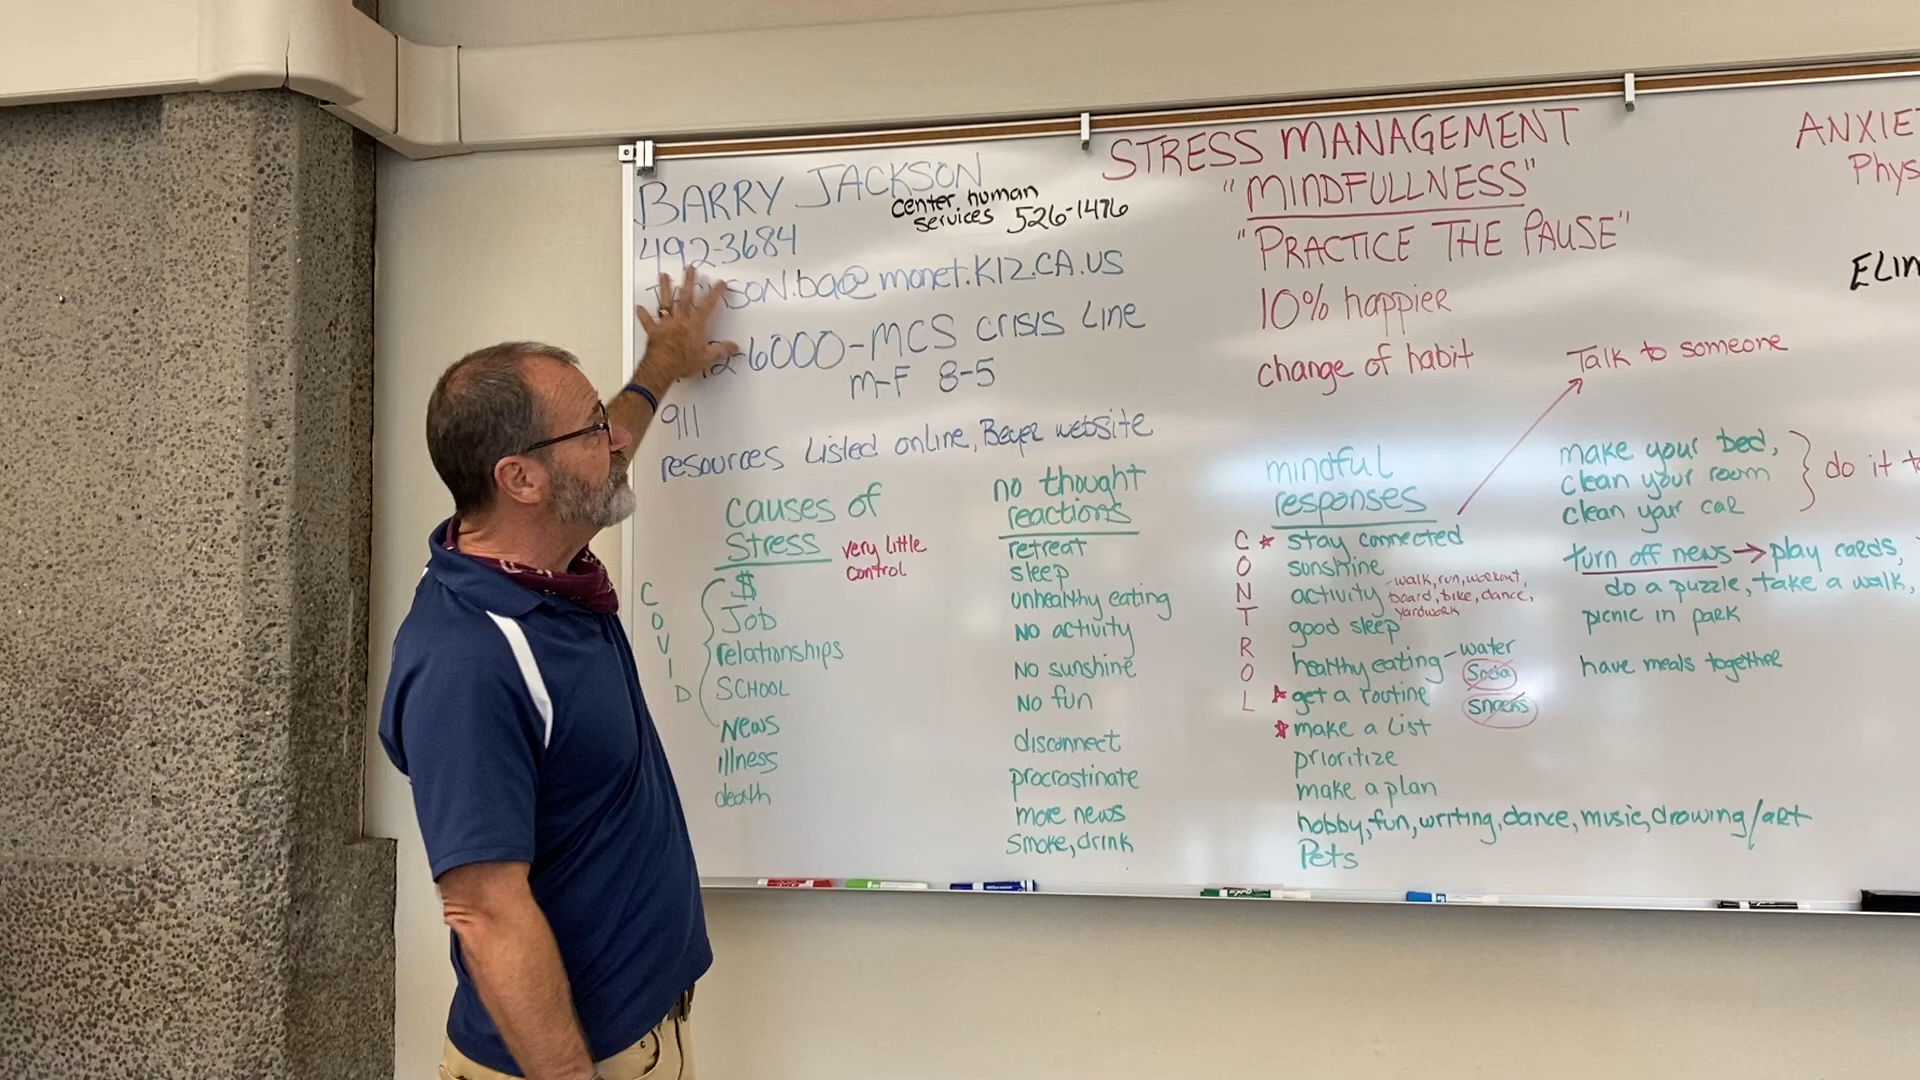 BARRY JACKSON
center human
services 526-1476
492-3684
JACKSON.ba@monet.K12.CA.US
2-6000-MCS CRISIS LINE
M-F 8-5
911
resources Listed online, Beyer website
causes of
Stress
very little
control
COVID
$
Job
relationships
SCHOOL
News
illness
death
no thought
reactions
retreat
sleep
unhealthy eating
NO activity
NO sunshine
No fun
disconnect
procrastinate
more news
Smoke, drink
STRESS MANAGEMENT
"MINDFULLNESS"
"PRACTICE THE PAUSE"
10% happier
change of habit
Talk to someone
mindful
responses
CONTROL
stay connected
sunshine
activity -walk, run, workout,
board, bike, dance,
yardwork
good sleep
healthy eating - water
Soda
get a routine
snacks
make a List
prioritize
make a plan
hobby, fun, writing, dance, music, drawing/art
Pets
make your bed,
clean your room
clean your car
do it
turn off news → play cards,
do a puzzle, take a walk,
picnic in park
have meals together
ANXIE
Phys
ELIM